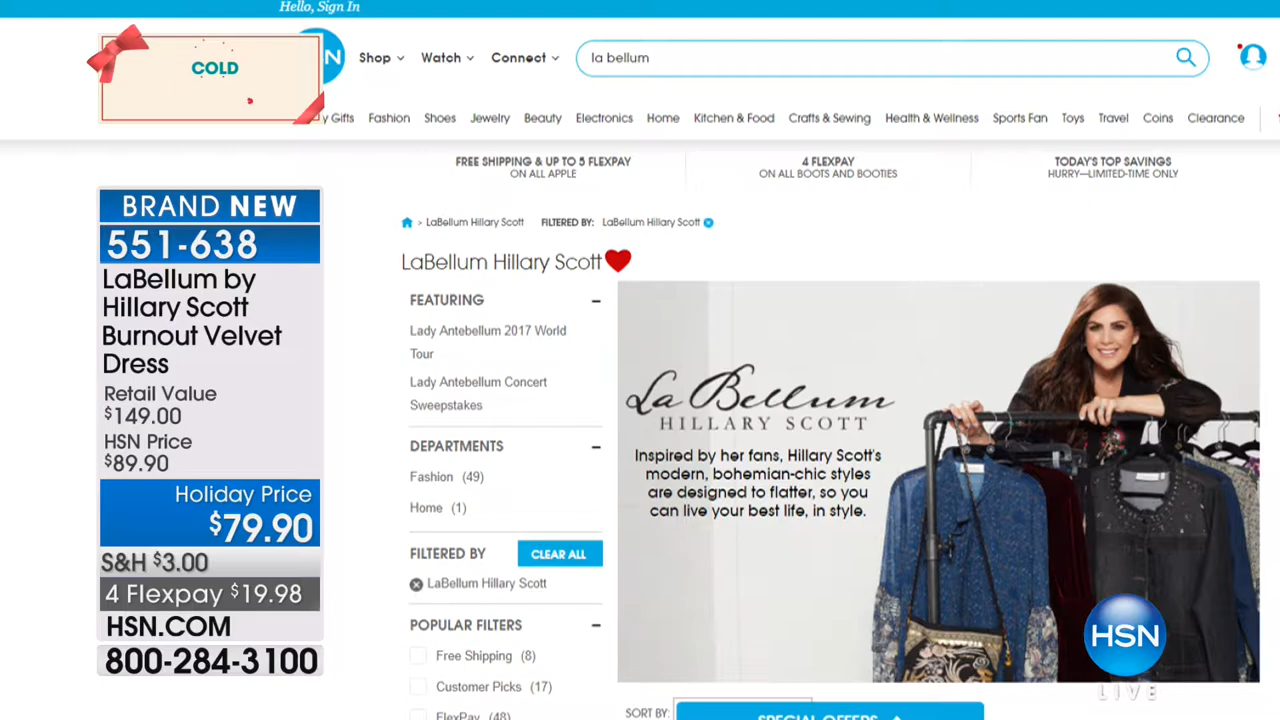 Hello, Sign In
COLD
N
Shop
Watch
Connect
la bellum
y Gifts
Fashion
Shoes
Jewelry
Beauty
Electronics
Home
Kitchen & Food
Crafts & Sewing
Health & Wellness
Sports Fan
Toys
Travel
Coins
Clearance
FREE SHIPPING & UP TO 5 FLEXPAY
ON ALL APPLE
4 FLEXPAY
ON ALL BOOTS AND BOOTIES
TODAY'S TOP SAVINGS
HURRY—LIMITED-TIME ONLY
BRAND NEW
551-638
LaBellum by
Hillary Scott
Burnout Velvet
Dress
Retail Value
$149.00
HSN Price
$89.90
Holiday Price
$79.90
S&H $3.00
4 Flexpay $19.98
HSN.COM
800-284-3100
> LaBellum Hillary Scott
FILTERED BY: LaBellum Hillary Scott
LaBellum Hillary Scott
FEATURING
Lady Antebellum 2017 World
Tour
Lady Antebellum Concert
Sweepstakes
DEPARTMENTS
Fashion (49)
Home (1)
FILTERED BY
CLEAR ALL
LaBellum Hillary Scott
POPULAR FILTERS
Free Shipping (8)
Customer Picks (17)
FlexPay (48)
La Bellum
HILLARY SCOTT
Inspired by her fans, Hillary Scott's
modern, bohemian-chic styles
are designed to flatter, so you
can live your best life, in style.
SORT BY:
SPECIAL OFFERS
HSN
LIVE